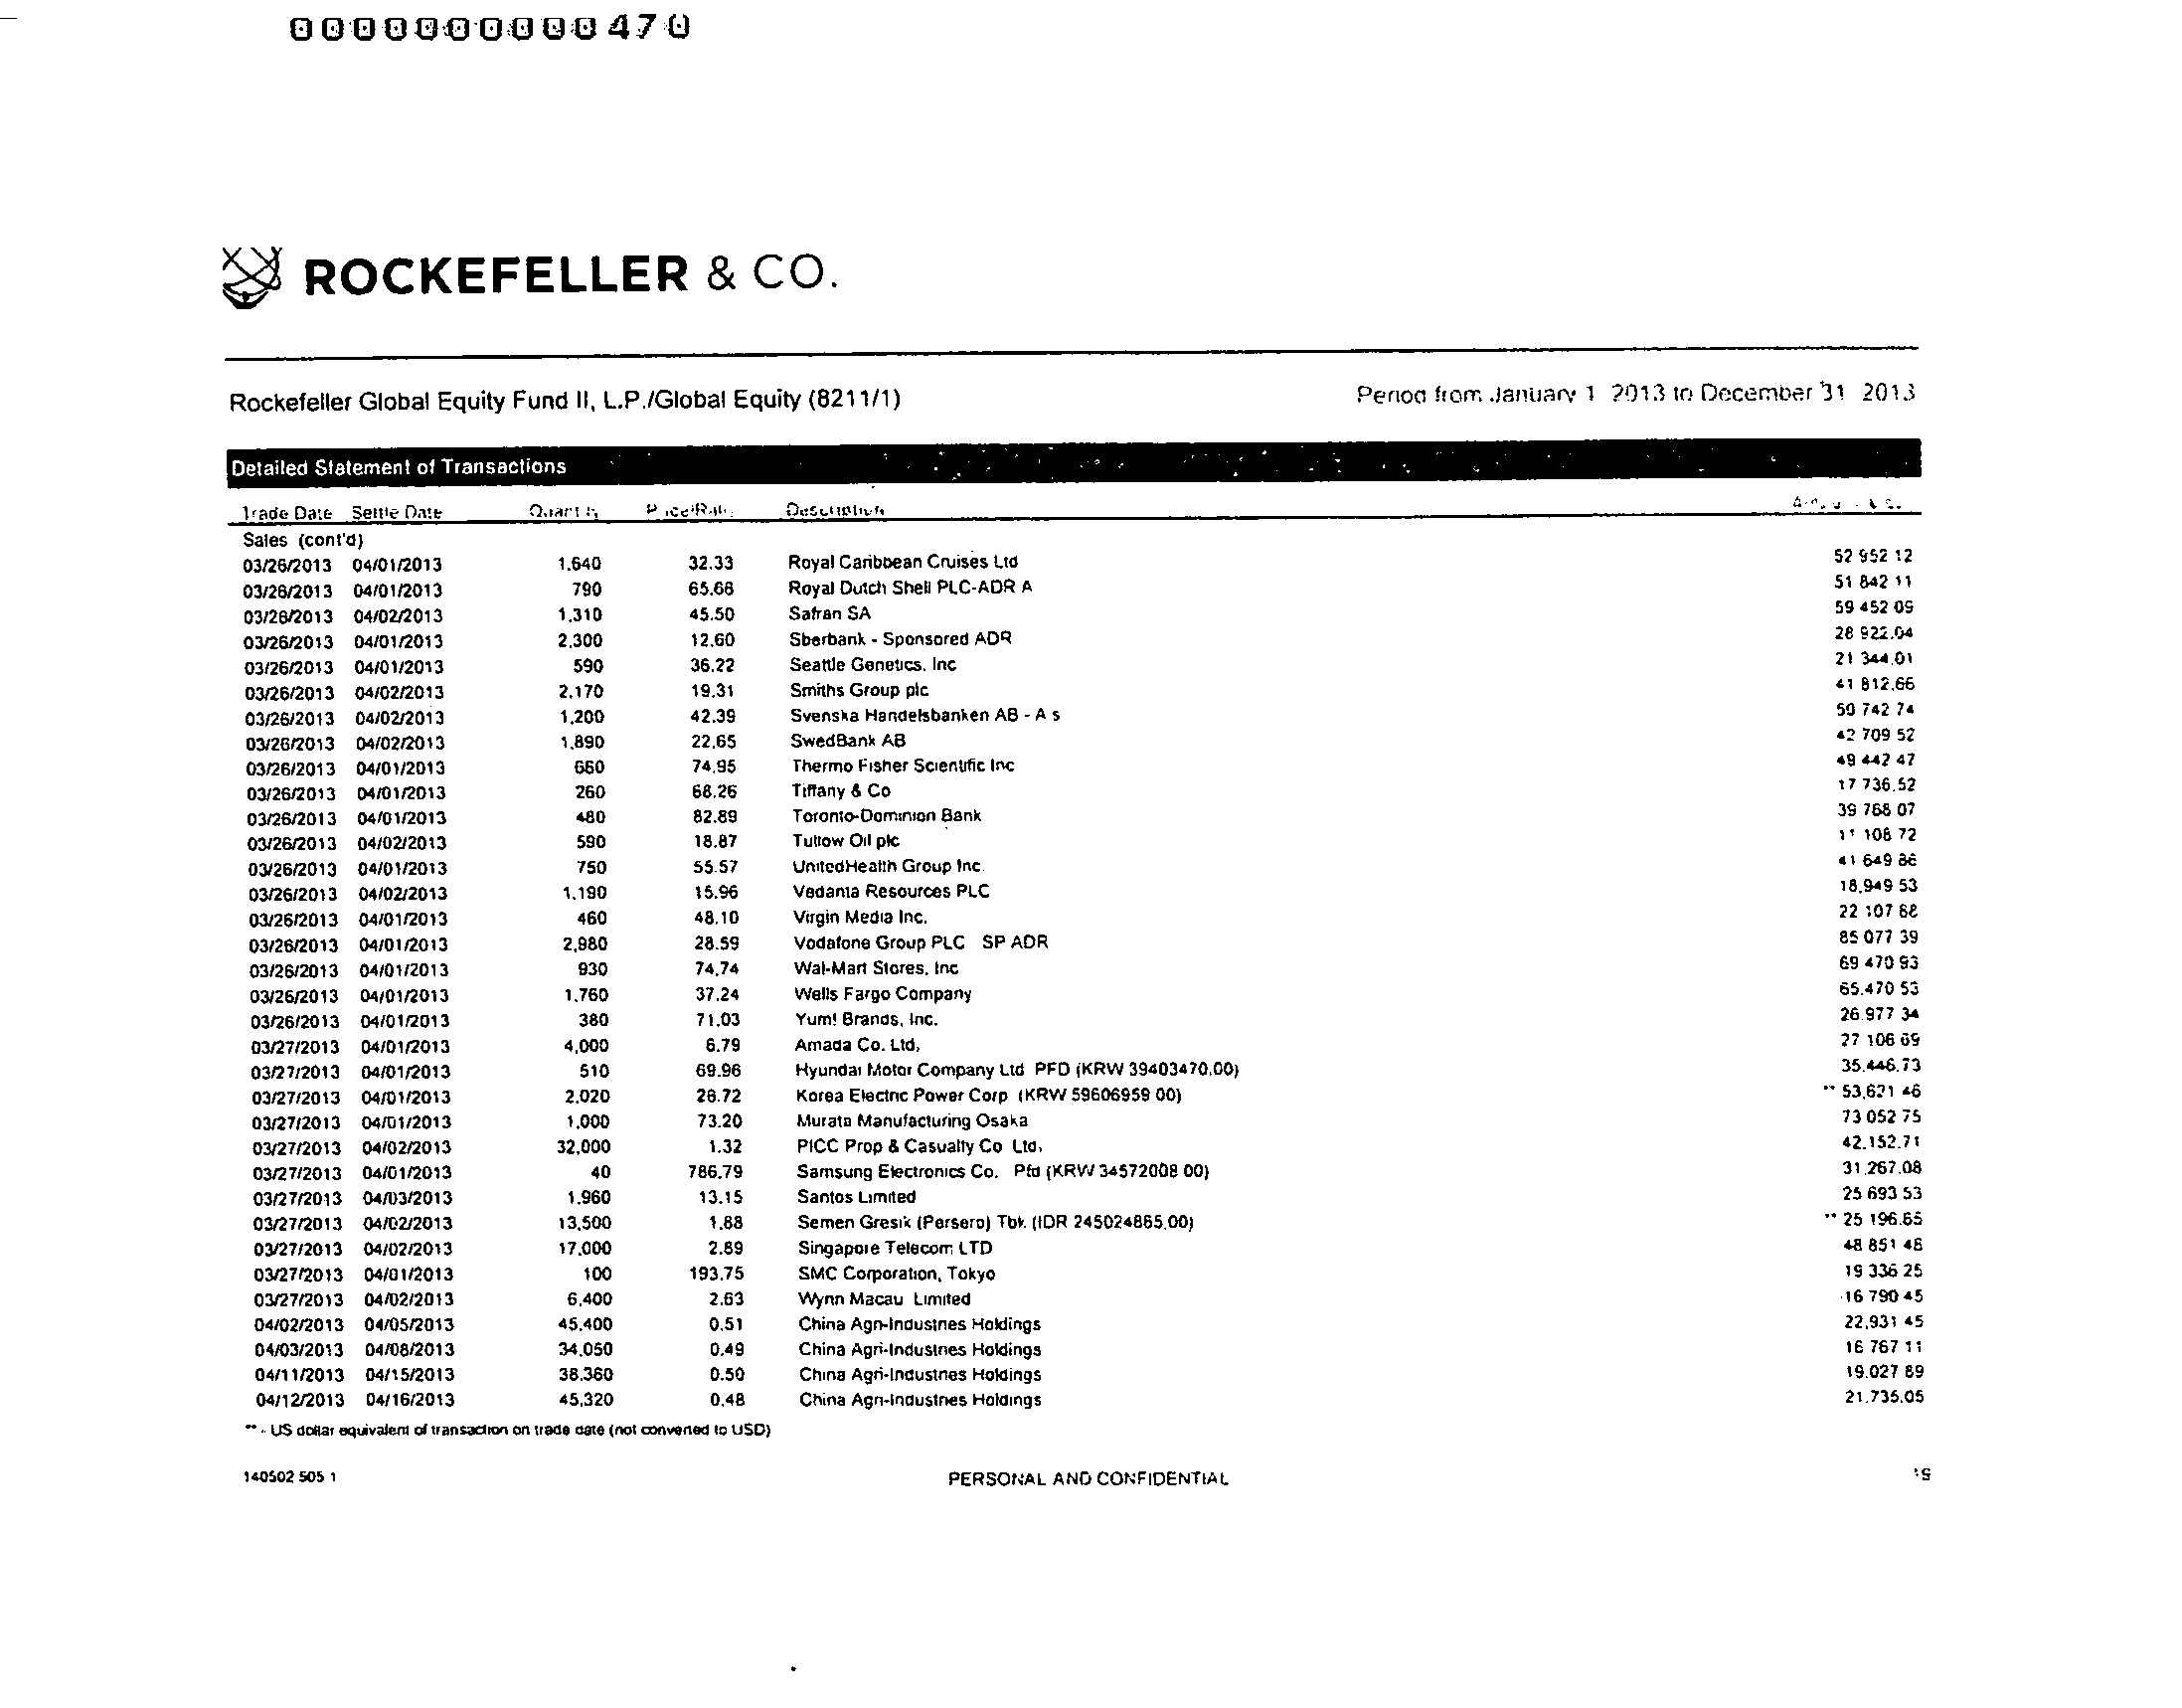 0000000000470
ROCKEFELLER & CO.
Rockefeller Global Equity Fund II, L.P./Global Equity (8211/1) Period from January 1 2013 to December 31 2013
Detailed Statement of Transactions
Trade Date Settle Date Description
Sales (cont'd)
03/26/2013 04/01/2013 1,640 32.33 Royal Caribbean Cruises Ltd 52 952 12
03/26/2013 04/01/2013 790 65.66 Royal Dutch Shell PLC-ADR A 51 842 11
03/26/2013 04/02/2013 1,310 45.50 Safran SA 59 452 09
03/26/2013 04/01/2013 2,300 12.60 Sberbank - Sponsored ADR 28 922.04
03/26/2013 04/01/2013 590 36.22 Seattle Genetics, Inc 21 344.01
03/26/2013 04/02/2013 2,170 19.31 Smiths Group plc 41 812.66
03/26/2013 04/02/2013 1,200 42.39 Svenska Handelsbanken AB - A s 50 742 74
03/26/2013 04/02/2013 1,890 22.65 SwedBank AB 42 709 52
03/26/2013 04/01/2013 660 74.95 Thermo Fisher Scientific Inc 49 442 47
03/26/2013 04/01/2013 260 68.26 Tiffany & Co 17 736.52
03/26/2013 04/01/2013 480 82.89 Toronto-Dominion Bank 39 768 07
03/26/2013 04/02/2013 590 18.87 Tullow Oil plc 11 108 72
03/26/2013 04/01/2013 750 55.57 UnitedHealth Group Inc. 41 649 86
03/26/2013 04/02/2013 1,190 15.96 Vedanta Resources PLC 18,949 53
03/26/2013 04/01/2013 460 48.10 Virgin Media Inc. 22 107 68
03/26/2013 04/01/2013 2,980 28.59 Vodafone Group PLC SP ADR 85 077 39
03/26/2013 04/01/2013 930 74.74 Wal-Mart Stores, Inc 69 470 93
03/26/2013 04/01/2013 1,760 37.24 Wells Fargo Company 65,470 53
03/26/2013 04/01/2013 380 71.03 Yum! Brands, Inc. 26 977 34
03/27/2013 04/01/2013 4,000 6.79 Amada Co. Ltd, 27 106 69
03/27/2013 04/01/2013 510 69.96 Hyundai Motor Company Ltd PFD (KRW 39403470.00) 35,446.73
03/27/2013 04/01/2013 2,020 26.72 Korea Electric Power Corp (KRW 59606959 00) ** 53,621 46
03/27/2013 04/01/2013 1,000 73.20 Murata Manufacturing Osaka 73 052 75
03/27/2013 04/02/2013 32,000 1.32 PICC Prop & Casualty Co Ltd, 42,152.71
03/27/2013 04/01/2013 40 786.79 Samsung Electronics Co. Pfd (KRW 34572008 00) 31,267.08
03/27/2013 04/03/2013 1,960 13.15 Santos Limited 25 693 53
03/27/2013 04/02/2013 13,500 1.88 Semen Gresik (Persero) Tbk. (IDR 245024865.00) ** 25 196.65
03/27/2013 04/02/2013 17,000 2.89 Singapore Telecom LTD 48 851 48
03/27/2013 04/01/2013 100 193.75 SMC Corporation, Tokyo 19 336 25
03/27/2013 04/02/2013 6,400 2.63 Wynn Macau Limited 16 790 45
04/02/2013 04/05/2013 45,400 0.51 China Agri-Industries Holdings 22,931 45
04/03/2013 04/08/2013 34,050 0.49 China Agri-Industries Holdings 16 767 11
04/11/2013 04/15/2013 38,360 0.50 China Agri-Industries Holdings 19,027 89
04/12/2013 04/16/2013 45,320 0.48 China Agri-Industries Holdings 21,735.05
** - US dollar equivalent of transaction on trade date (not converted to USD)
140502 505 1 PERSONAL AND CONFIDENTIAL